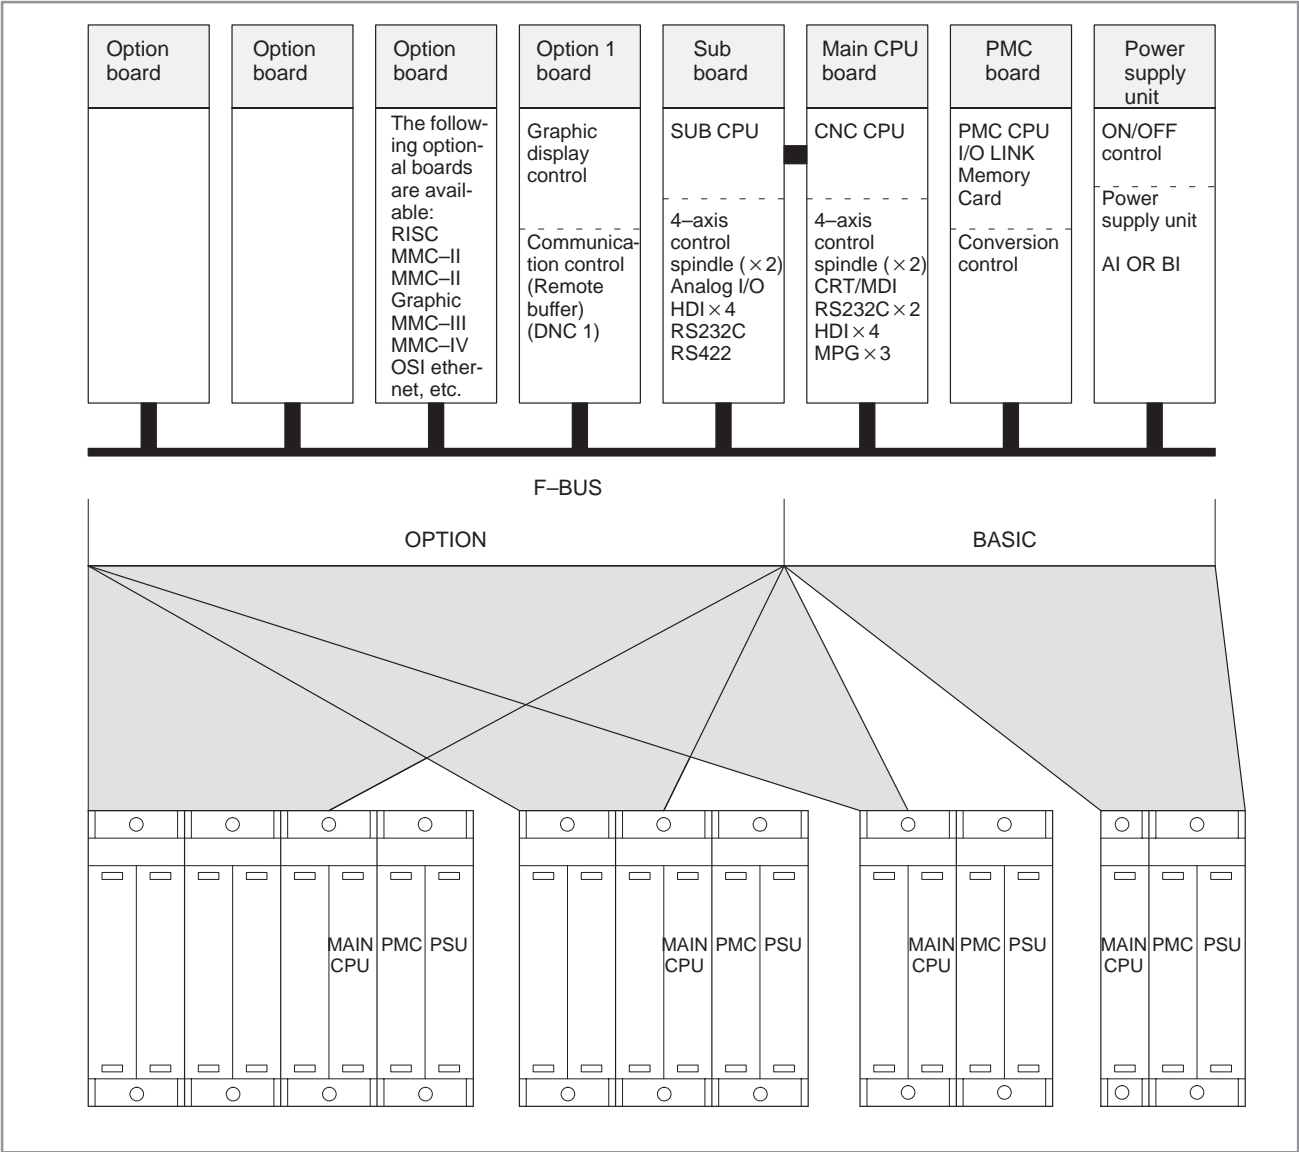 Option
board
Option
board
Option
board
Option 1
board
Sub
board
Main CPU
board
PMC
board
Power
supply
unit
The follow-
ing option-
al boards
are avail-
able:
RISC
MMC–II
MMC–II
Graphic
MMC–III
MMC–IV
OSI ether-
net, etc.
Graphic
display
control
Communica-
tion control
(Remote
buffer)
(DNC 1)
SUB CPU
4–axis
control
spindle (×2)
Analog I/O
HDI×4
RS232C
RS422
CNC CPU
4–axis
control
spindle (×2)
CRT/MDI
RS232C×2
HDI×4
MPG×3
PMC CPU
I/O LINK
Memory
Card
Conversion
control
ON/OFF
control
Power
supply unit
AI OR BI
F–BUS
OPTION
BASIC
MAIN
CPU
PMC
PSU
MAIN
CPU
PMC
PSU
MAIN
CPU
PMC
PSU
MAIN
CPU
PMC
PSU